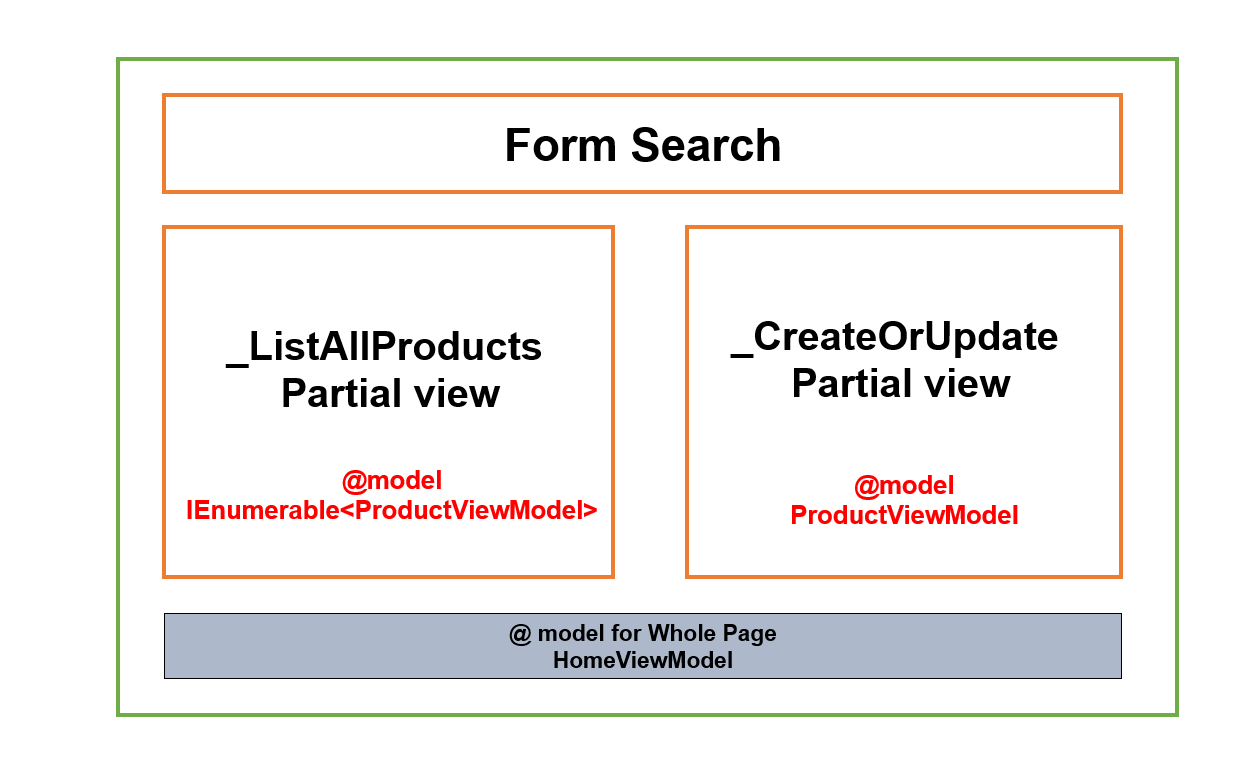 Form Search
_ListAllProducts
Partial view
@model
IEnumerable<ProductViewModel>
_CreateOrUpdate
Partial view
@model
ProductViewModel
@ model for Whole Page
HomeViewModel